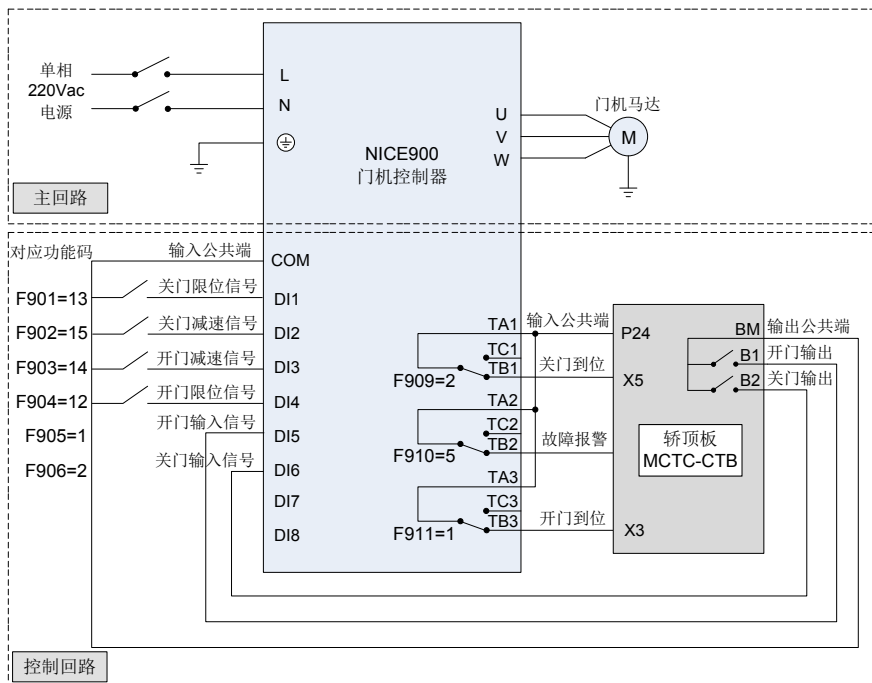 单相
220Vac
电源
L
N
NICE900
门机控制器
U
V
W
门机马达
M
主回路
对应功能码
输入公共端
COM
F901=13
关门限位信号
DI1
F902=15
关门减速信号
DI2
F903=14
开门减速信号
DI3
F904=12
开门限位信号
DI4
F905=1
开门输入信号
DI5
F906=2
关门输入信号
DI6
DI7
DI8
TA1
TC1
TB1
F909=2
TA2
TC2
TB2
F910=5
TA3
TC3
TB3
F911=1
输入公共端
关门到位
故障报警
开门到位
P24
X5
X3
轿顶板
MCTC-CTB
BM
B1
B2
输出公共端
开门输出
关门输出
控制回路